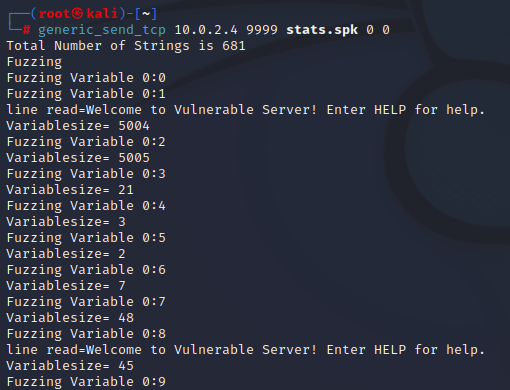 ┌──(root㉿kali)-[~]
└─# generic_send_tcp 10.0.2.4 9999 stats.spk 0 0
Total Number of Strings is 681
Fuzzing
Fuzzing Variable 0:0
Fuzzing Variable 0:1
line read=Welcome to Vulnerable Server! Enter HELP for help.
Variablesize= 5004
Fuzzing Variable 0:2
Variablesize= 5005
Fuzzing Variable 0:3
Variablesize= 21
Fuzzing Variable 0:4
Variablesize= 3
Fuzzing Variable 0:5
Variablesize= 2
Fuzzing Variable 0:6
Variablesize= 7
Fuzzing Variable 0:7
Variablesize= 48
Fuzzing Variable 0:8
line read=Welcome to Vulnerable Server! Enter HELP for help.
Variablesize= 45
Fuzzing Variable 0:9